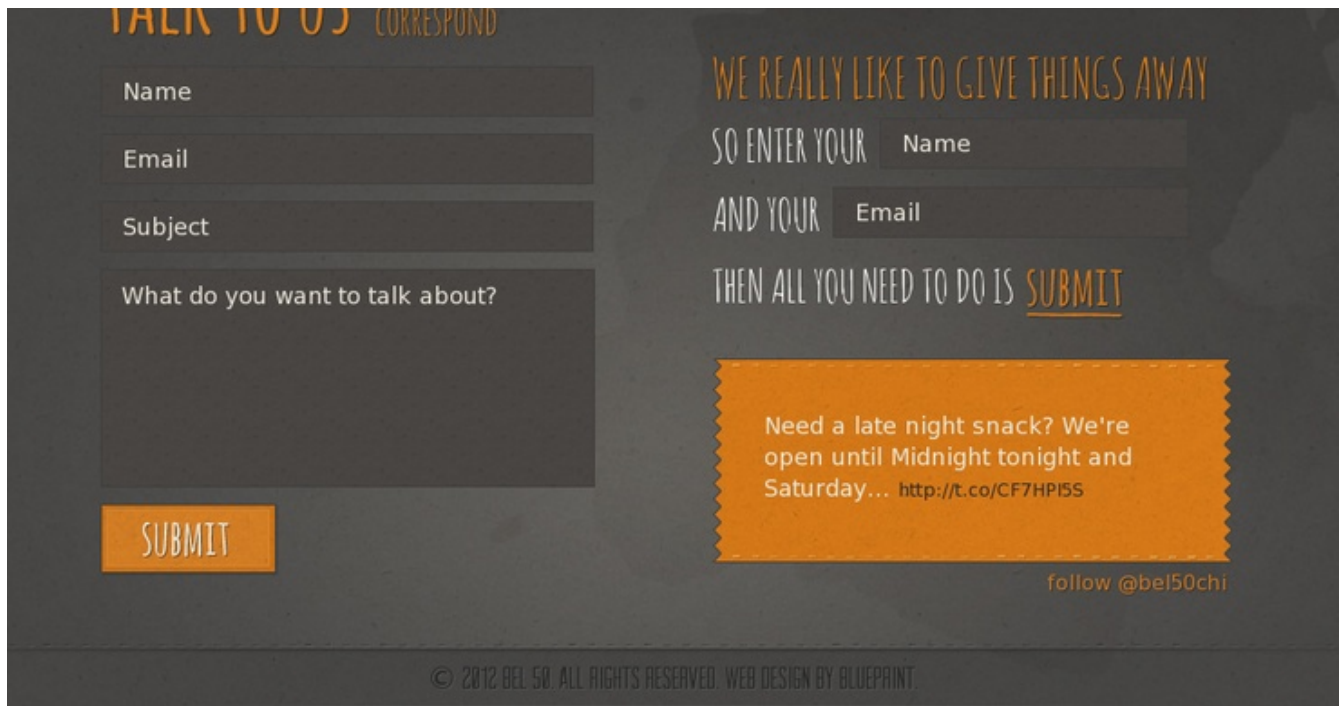 TALK TO US CORRESPOND
Name
Email
Subject
What do you want to talk about?
SUBMIT
WE REALLY LIKE TO GIVE THINGS AWAY
SO ENTER YOUR Name
AND YOUR Email
THEN ALL YOU NEED TO DO IS SUBMIT
Need a late night snack? We're
open until Midnight tonight and
Saturday... http://t.co/CF7HPI5S
follow @bel50chi
© 2012 BEL 50. ALL RIGHTS RESERVED. WEB DESIGN BY BLUEPRINT.